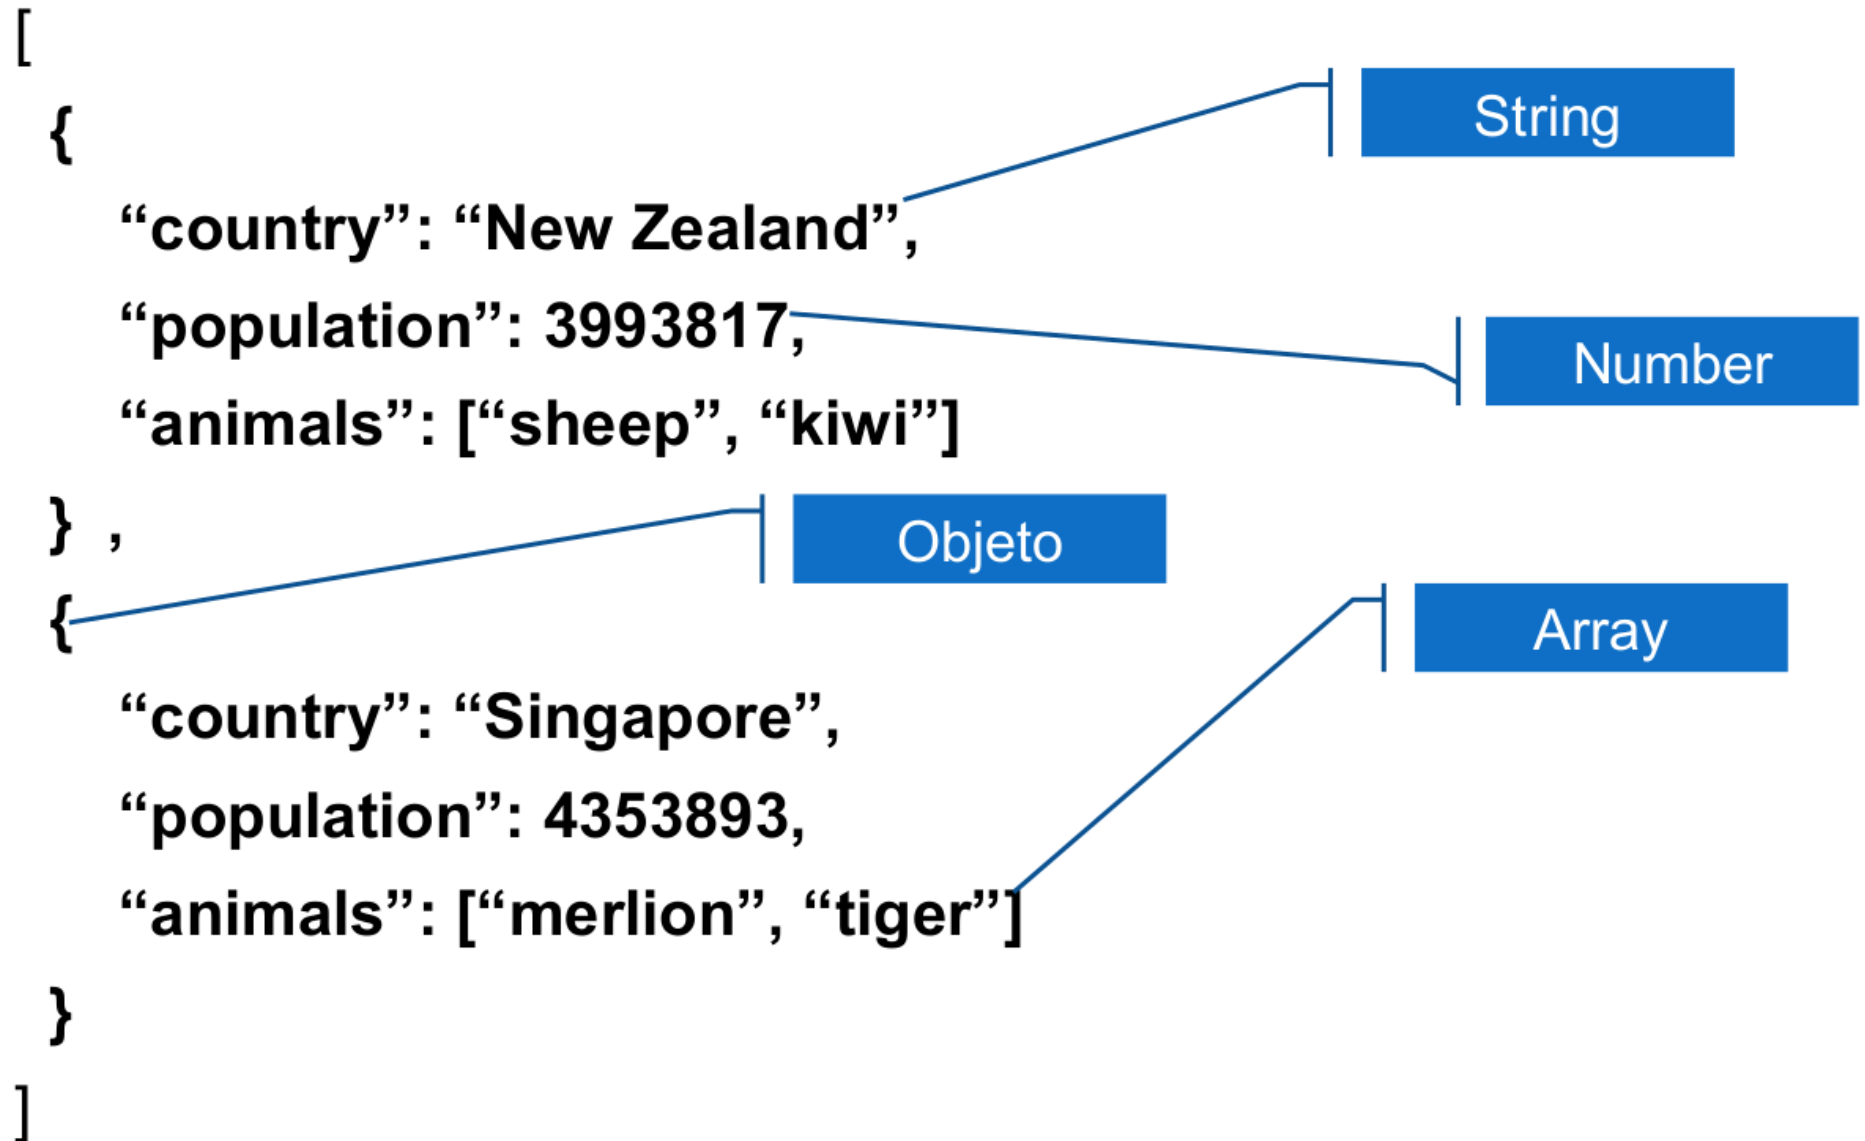 [
{
“country”: “New Zealand”,
“population”: 3993817,
“animals”: [“sheep”, “kiwi”]
} ,
{
“country”: “Singapore”,
“population”: 4353893,
“animals”: [“merlion”, “tiger”]
}
]
String
Number
Objeto
Array